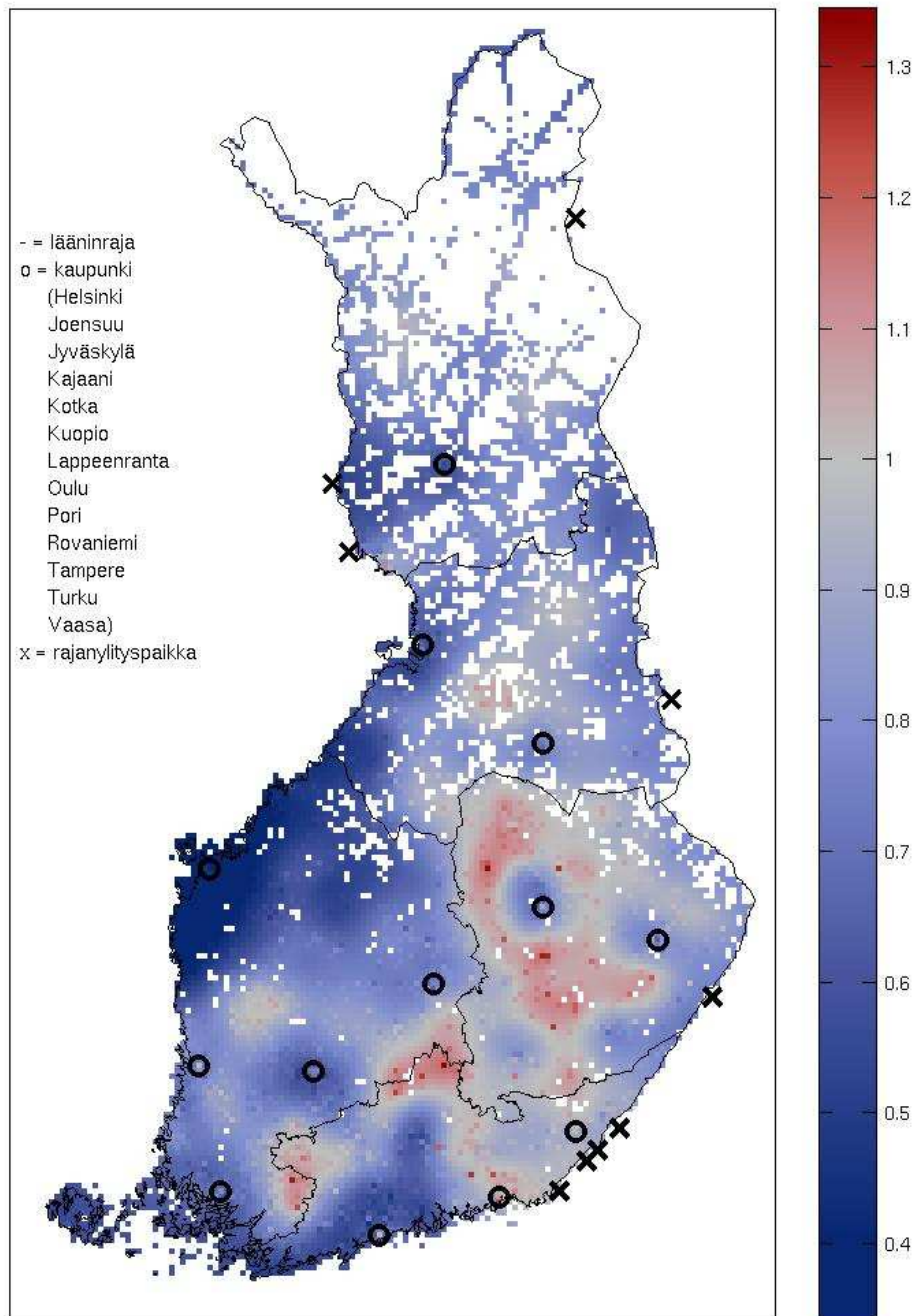 - = lääninraja
o = kaupunki
(Helsinki
Joensuu
Jyväskylä
Kajaani
Kotka
Kuopio
Lappeenranta
Oulu
Pori
Rovaniemi
Tampere
Turku
Vaasa)
x = rajanylityspaikka
1.3
1.2
1.1
1
0.9
0.8
0.7
0.6
0.5
0.4